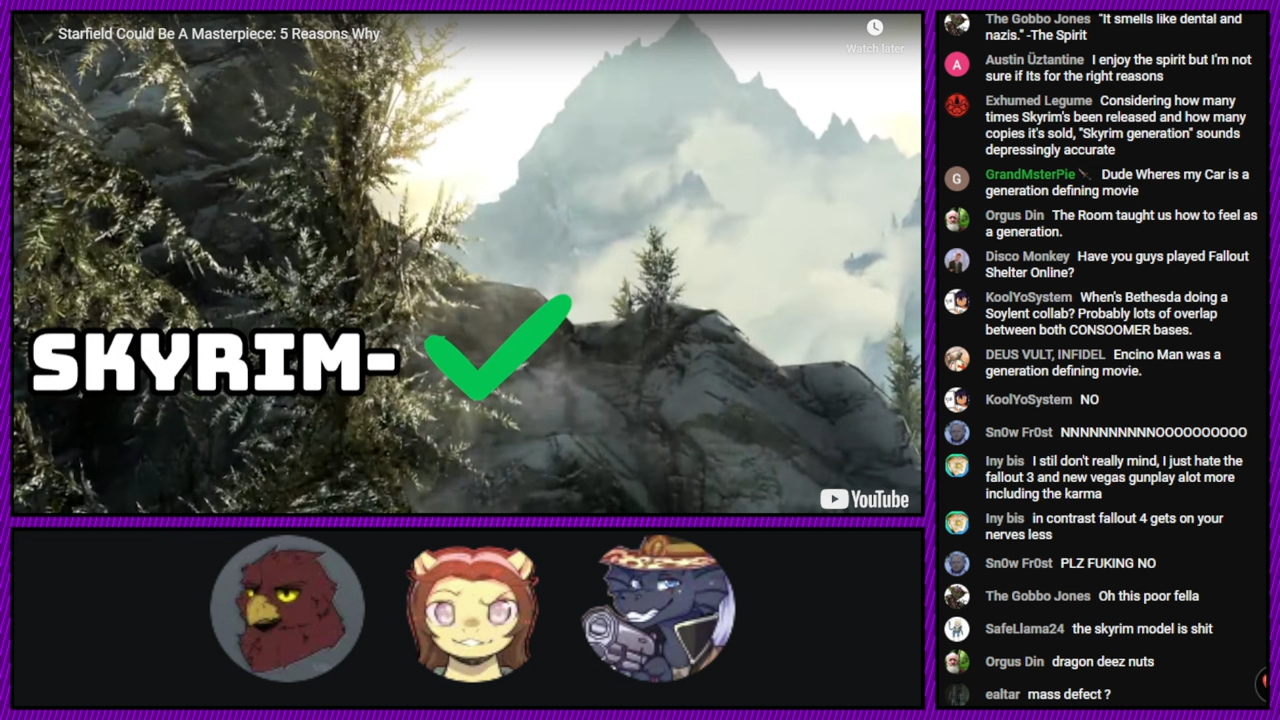 Starfield Could Be A Masterpiece: 5 Reasons Why
Watch later
SKYRIM-
YouTube
The Gobbo Jones "It smells like dental and
nazis." -The Spirit
A
Austin Üztantine I enjoy the spirit but I'm not
sure if Its for the right reasons
Exhumed Legume Considering how many
times Skyrim's been released and how many
copies it's sold, "Skyrim generation" sounds
depressingly accurate
G
GrandMsterPie Dude Wheres my Car is a
generation defining movie
Orgus Din The Room taught us how to feel as
a generation.
Disco Monkey Have you guys played Fallout
Shelter Online?
KoolYoSystem When's Bethesda doing a
Soylent collab? Probably lots of overlap
between both CONSOOMER bases.
DEUS VULT, INFIDEL Encino Man was a
generation defining movie.
KoolYoSystem NO
Sn0w Fr0st NNNNNNNNNNOOOOOOOOOO
Iny bis I stil don't really mind, I just hate the
fallout 3 and new vegas gunplay alot more
including the karma
Iny bis in contrast fallout 4 gets on your
nerves less
Sn0w Fr0st PLZ FUKING NO
The Gobbo Jones Oh this poor fella
SafeLlama24 the skyrim model is shit
Orgus Din dragon deez nuts
ealtar mass defect ?